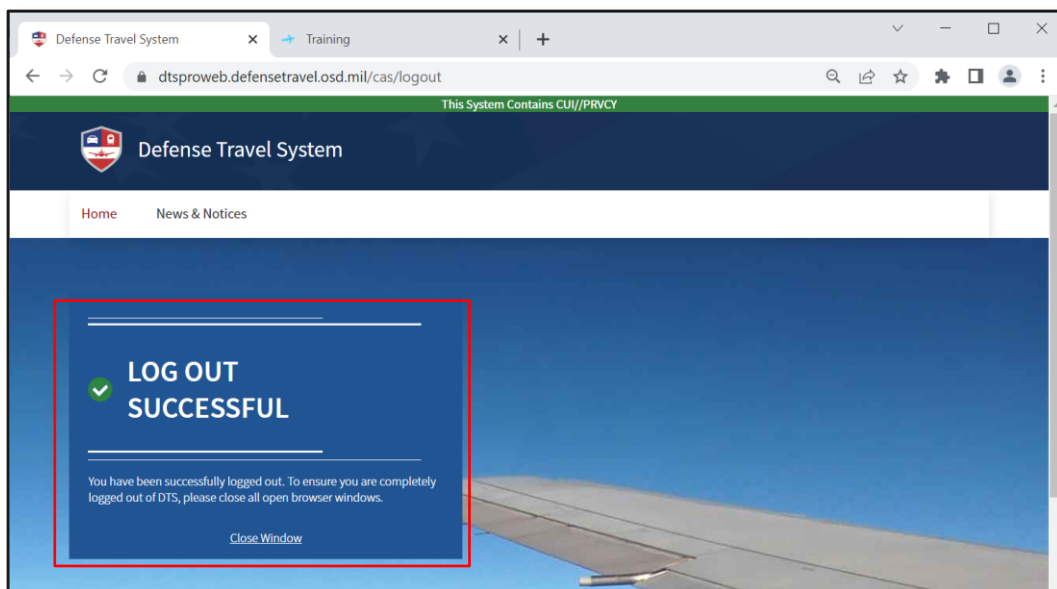 Defense Travel System
Training
dtsproweb.defensetravel.osd.mil/cas/logout
This System Contains CUI//PRVCY
Defense Travel System
Home News & Notices
LOG OUT
SUCCESSFUL
You have been successfully logged out. To ensure you are completely
logged out of DTS, please close all open browser windows.
Close Window